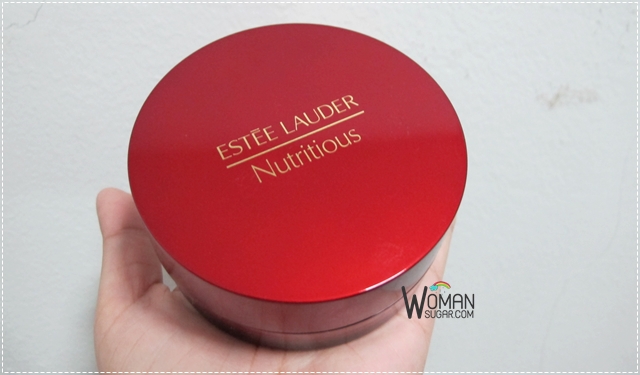 ESTĒE LAUDER
Nutritious
WOMAN
SUGAR.COM